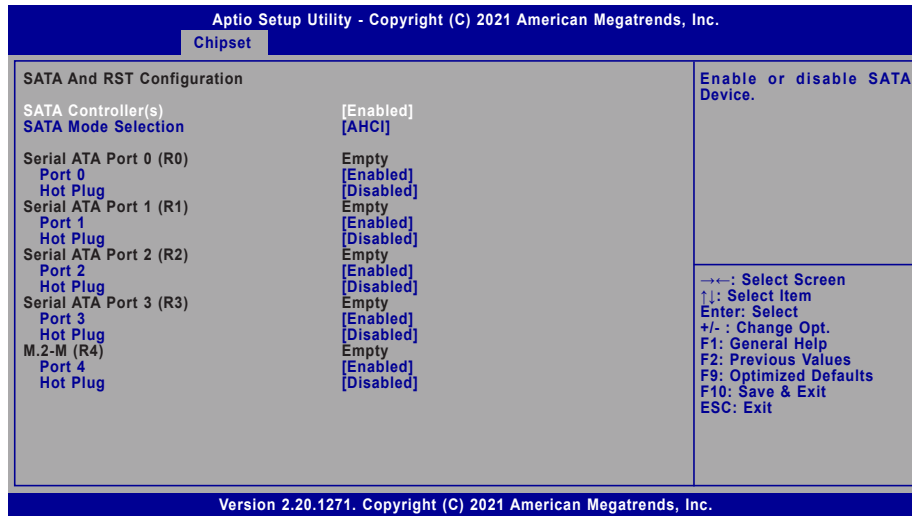 Aptio Setup Utility - Copyright (C) 2021 American Megatrends, Inc.
Chipset
SATA And RST Configuration
SATA Controller(s) [Enabled]
SATA Mode Selection [AHCI]
Serial ATA Port 0 (R0) Empty
Port 0 [Enabled]
Hot Plug [Disabled]
Serial ATA Port 1 (R1) Empty
Port 1 [Enabled]
Hot Plug [Disabled]
Serial ATA Port 2 (R2) Empty
Port 2 [Enabled]
Hot Plug [Disabled]
Serial ATA Port 3 (R3) Empty
Port 3 [Enabled]
Hot Plug [Disabled]
M.2-M (R4) Empty
Port 4 [Enabled]
Hot Plug [Disabled]
Enable or disable SATA
Device.
→←: Select Screen
↑↓: Select Item
Enter: Select
+/- : Change Opt.
F1: General Help
F2: Previous Values
F9: Optimized Defaults
F10: Save & Exit
ESC: Exit
Version 2.20.1271. Copyright (C) 2021 American Megatrends, Inc.